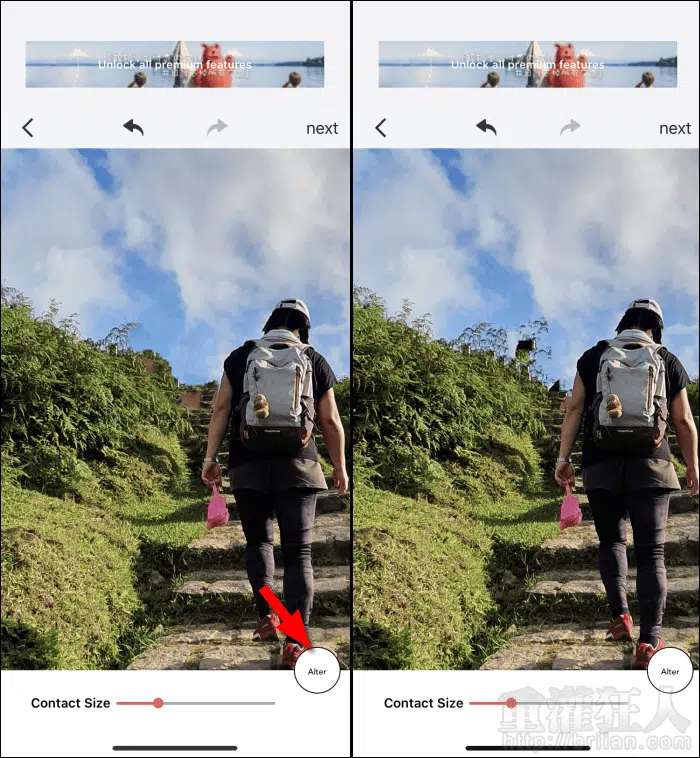 Unlock all premium features
next
Alter
Contact Size
Unlock all premium features
next
Alter
Contact Size
重灌狂人
http://briian.com